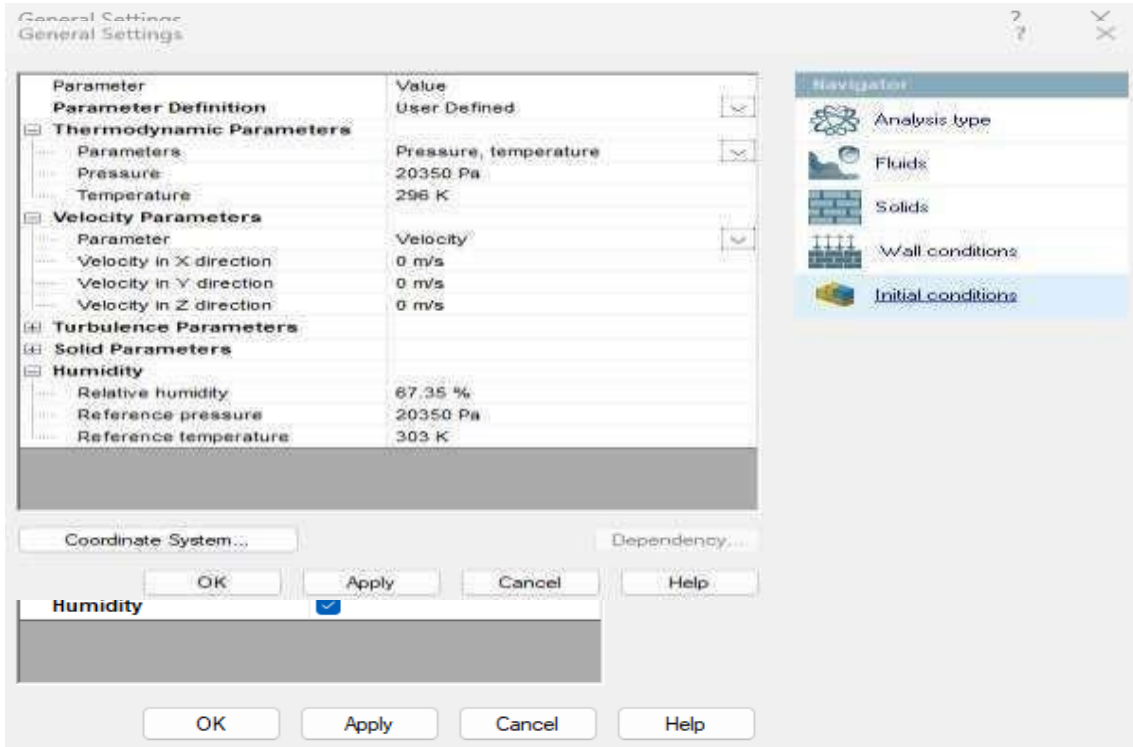 General Settings
?
General Settings
?
Parameter Value
Parameter Definition User Defined
Thermodynamic Parameters
Parameters Pressure, temperature
Pressure 20350 Pa
Temperature 296 K
Velocity Parameters
Parameter Velocity
Velocity in X direction 0 m/s
Velocity in Y direction 0 m/s
Velocity in Z direction 0 m/s
Turbulence Parameters
Solid Parameters
Humidity
Relative humidity 67.35 %
Reference pressure 20350 Pa
Reference temperature 303 K
Navigator
Analysis type
Fluids
Solids
Wall conditions
Initial conditions
Coordinate System... Dependency....
OK Apply Cancel Help
Humidity
OK Apply Cancel Help